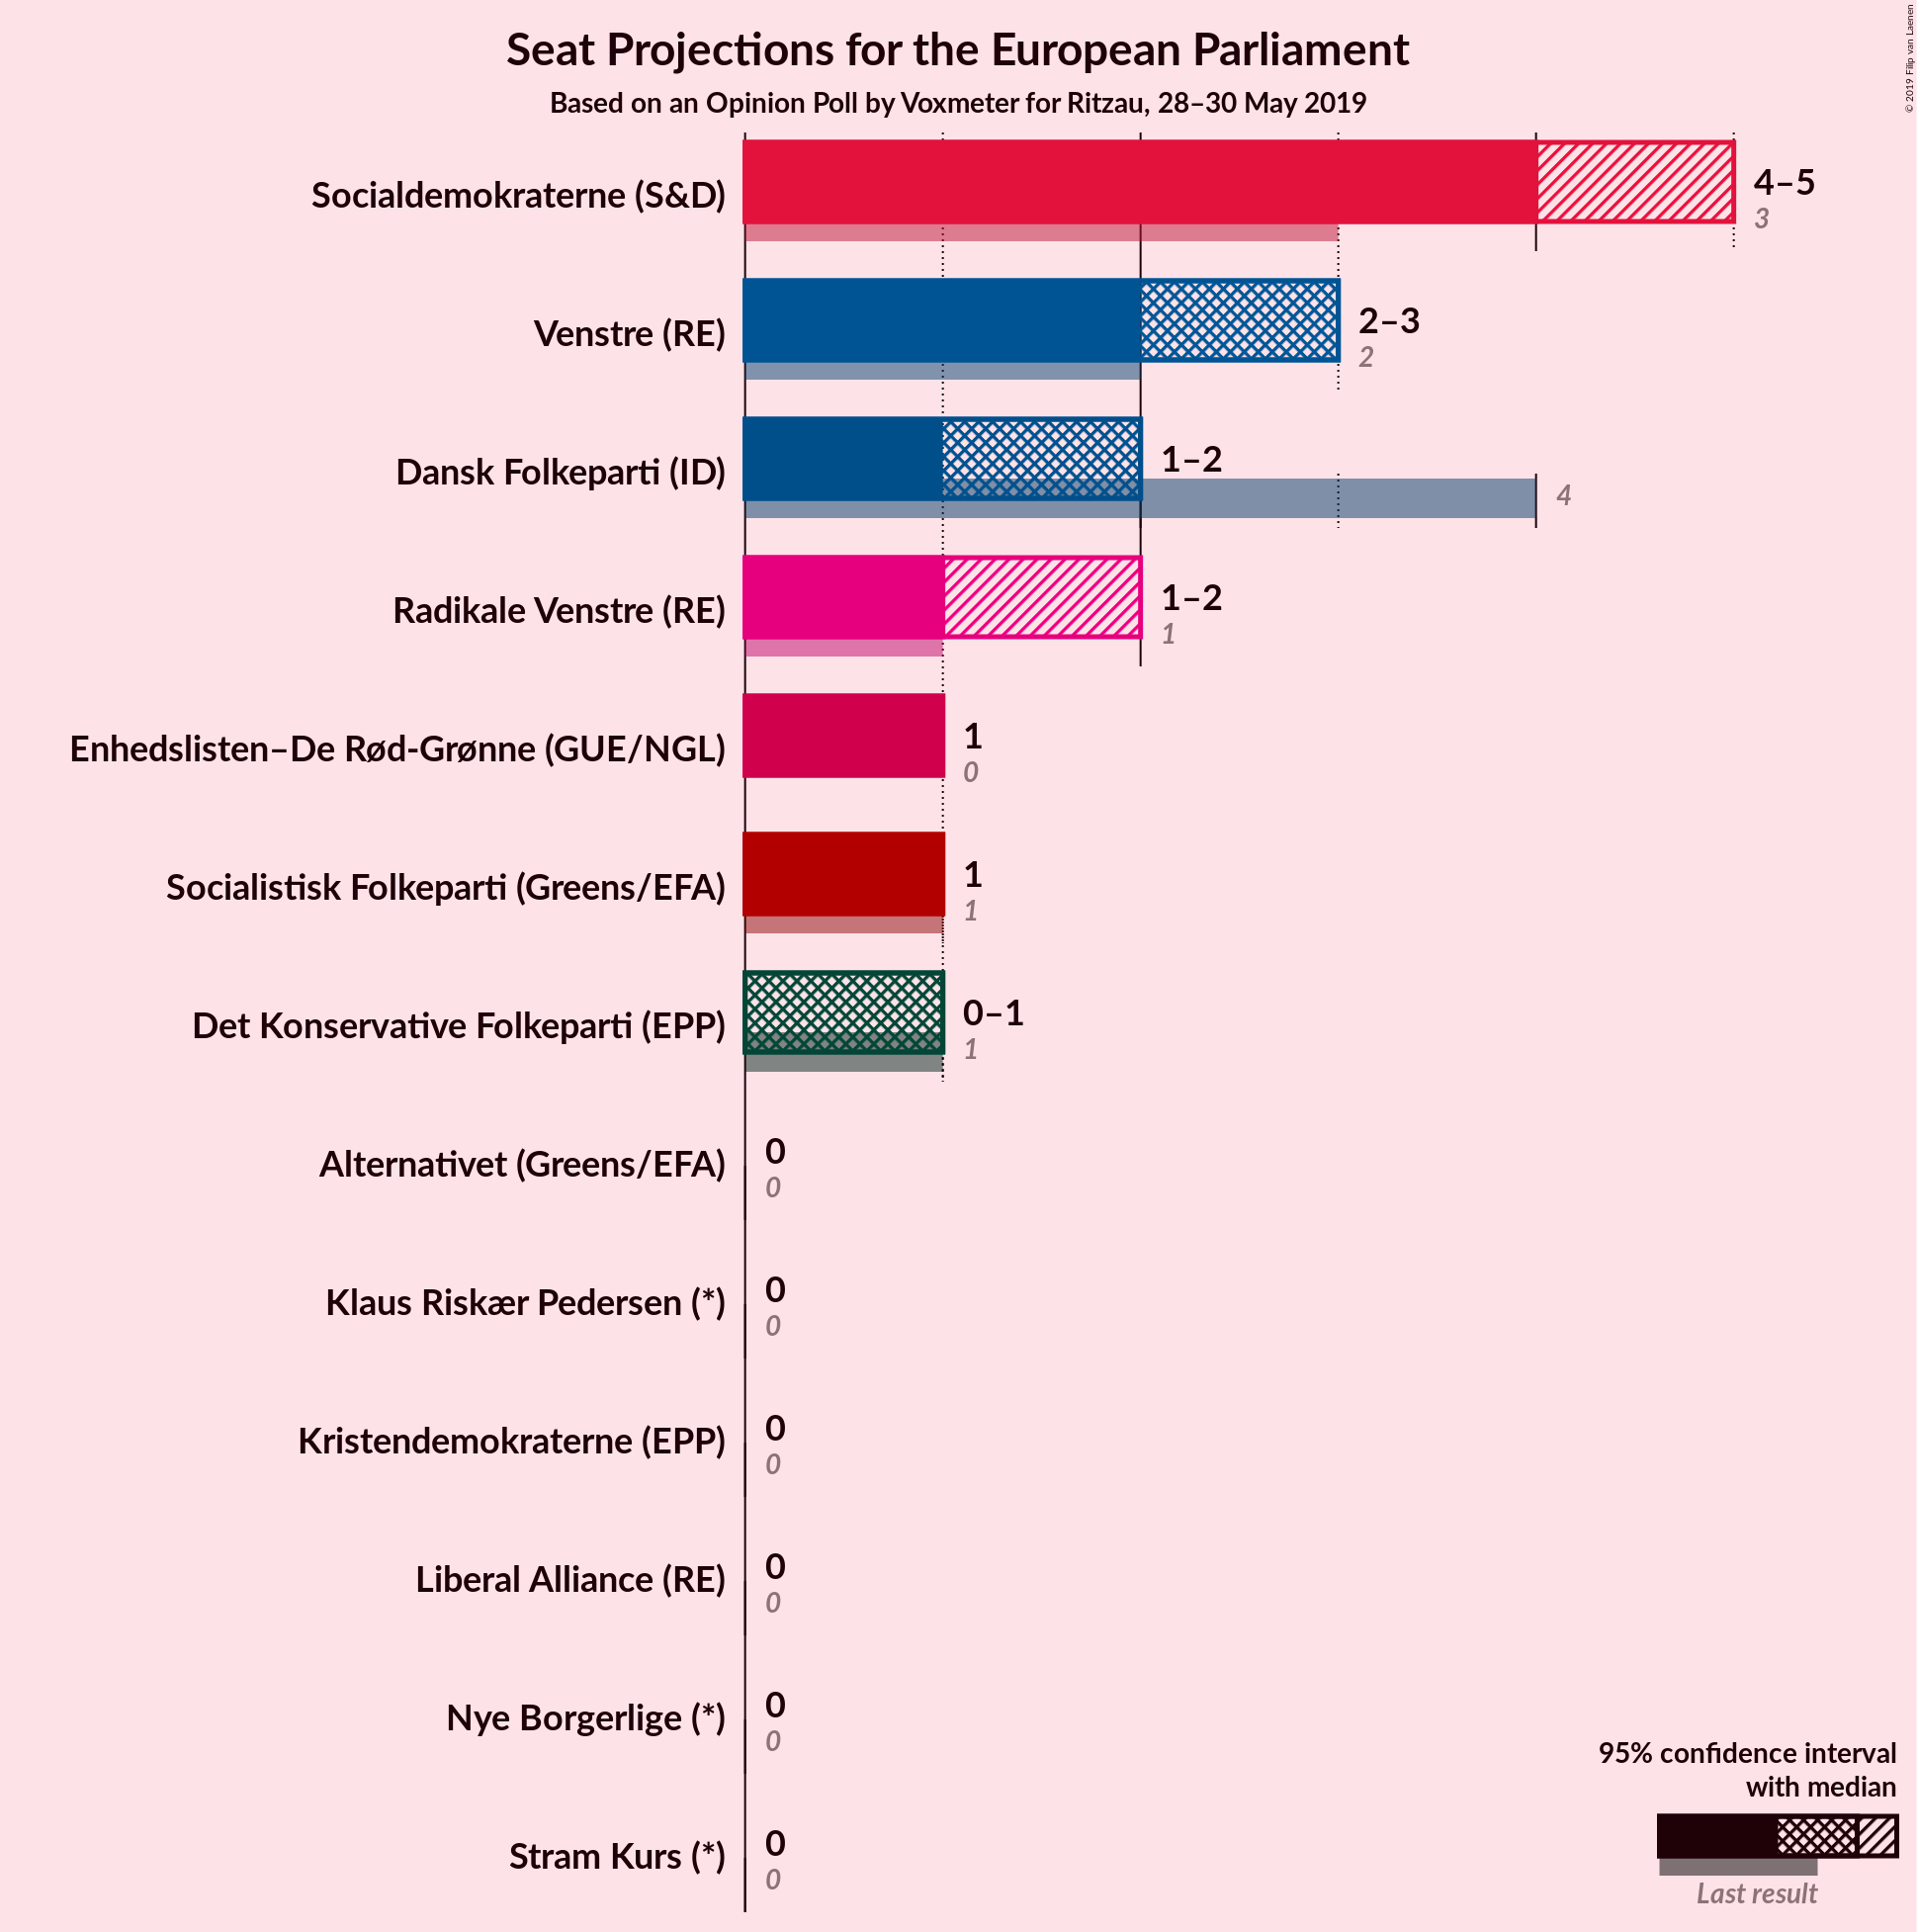 Seat Projections for the European Parliament
Based on an Opinion Poll by Voxmeter for Ritzau, 28–30 May 2019
© 2019 Filip van Laenen
Socialdemokraterne (S&D)
4–5
3
Venstre (RE)
2–3
2
Dansk Folkeparti (ID)
1–2
4
Radikale Venstre (RE)
1–2
1
Enhedslisten–De Rød-Grønne (GUE/NGL)
1
0
Socialistisk Folkeparti (Greens/EFA)
1
1
Det Konservative Folkeparti (EPP)
0–1
1
Alternativet (Greens/EFA)
0
0
Klaus Riskær Pedersen (*)
0
0
Kristendemokraterne (EPP)
0
0
Liberal Alliance (RE)
0
0
Nye Borgerlige (*)
0
0
Stram Kurs (*)
0
0
95% confidence interval
with median
Last result